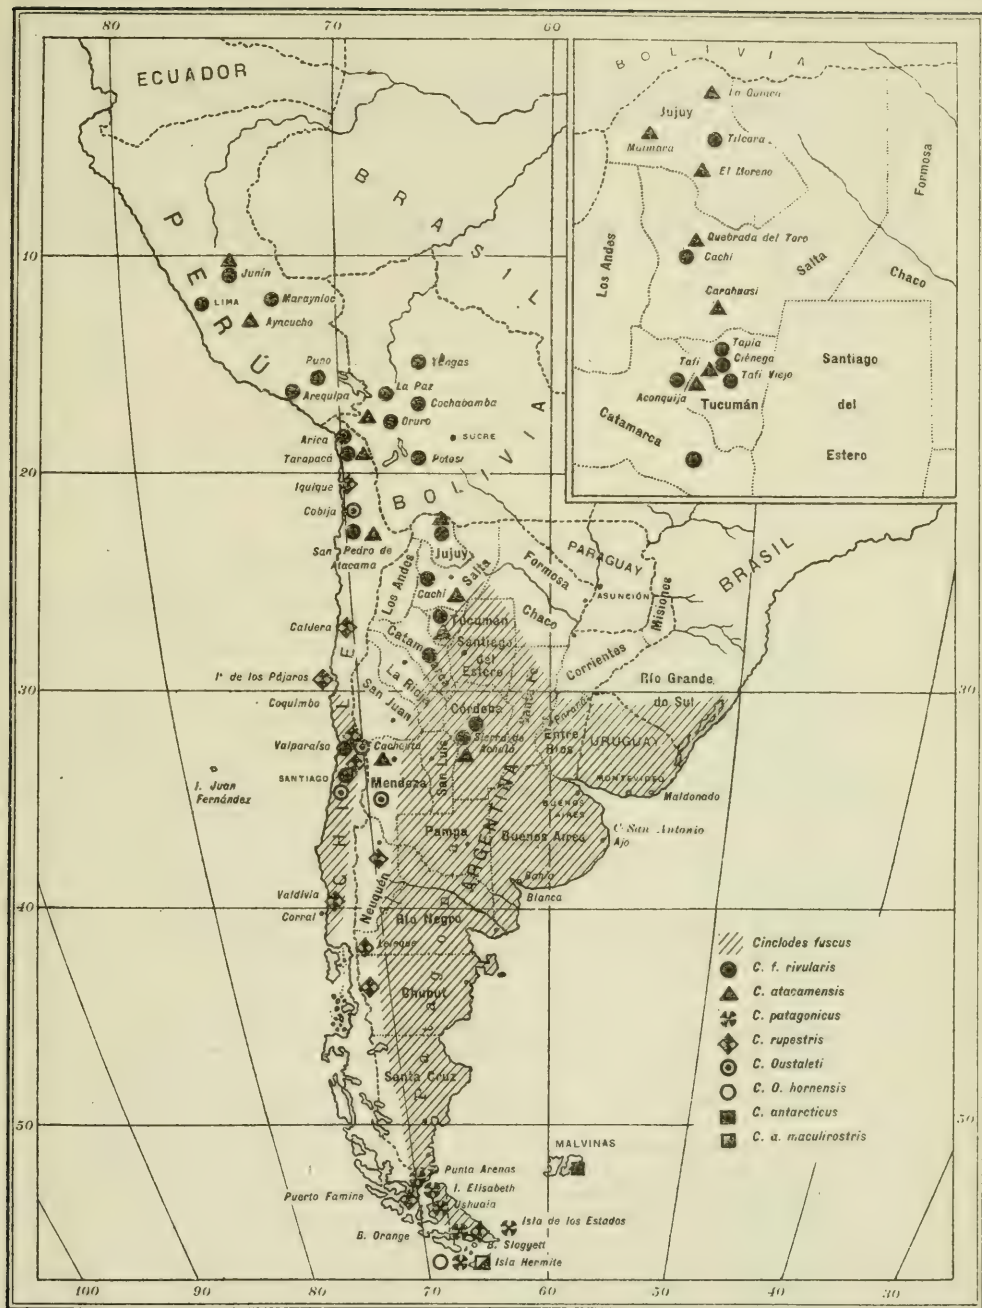 80
70
60
ECUADOR
BRASIL
PERÚ
10
Junín
LIMA
Maraynioc
Ayacucho
Puno
Yungas
Arequipa
La Paz
Cochabamba
Oruro
Arica
SUCRE
Tarapacá
Potosí
20
Iquique
BOLIVIA
Cobija
San Pedro de
Atacama
Jujuy
Los Andes
Salta
Formosa
PARAGUAY
BRASIL
ASUNCIÓN
Cachi
Chaco
Misiones
Caldera
Tucumán
Catamarca
Santiago
del
Estero
Corrientes
La Rioja
Iª de los Pájaros
San Juan
Río Grande
do Sul
30
30
Coquimbo
Santa Fé
Córdoba
Paraná
Entre
Ríos
URUGUAY
Valparaíso
Cacheuta
Sierra de
Achala
San Luis
SANTIAGO
Mendoza
MONTEVIDEO
Maldonado
I. Juan
Fernández
BUENOS
AIRES
CHILE
ARGENTINA
Pampa
Buenos Aires
C. San Antonio
Ajo
Bahía
Blanca
Valdivia
Neuquén
Corral
40
40
Río Negro
Patagonia
Chubut
Santa Cruz
50
50
MALVINAS
Punta Arenas
I. Elisabeth
Puerto Famine
Ushuaia
Isla de los Estados
B. Orange
B. Slogyett
Isla Hermite
100
90
80
70
60
50
40
30
BOLIVIA
La Quiaca
Jujuy
Maimara
Tilcara
El Moreno
Formosa
Los Andes
Quebrada del Toro
Cachi
Salta
Chaco
Carahuasi
Tapia
Tafí
Ciénega
Tafí Viejo
Aconquija
Tucumán
Santiago
del
Estero
Catamarca
Cinclodes fuscus
C. f. rivularis
C. atacamensis
C. patagonicus
C. rupestris
C. Oustaleti
C. O. hornensis
C. antarcticus
C. a. maculirostris